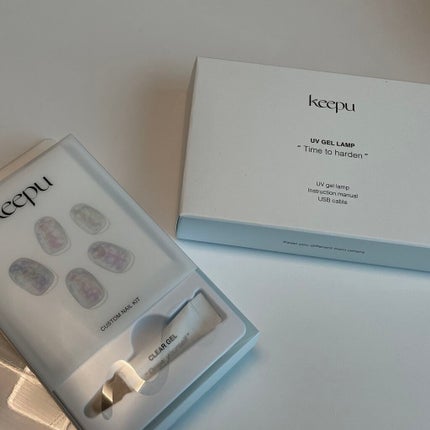 keepu
UV GEL LAMP
" Time to harden "
UV gel lamp
Instruction manual
USB cable
keepu
CUSTOM NAIL KIT
CLEAR GEL